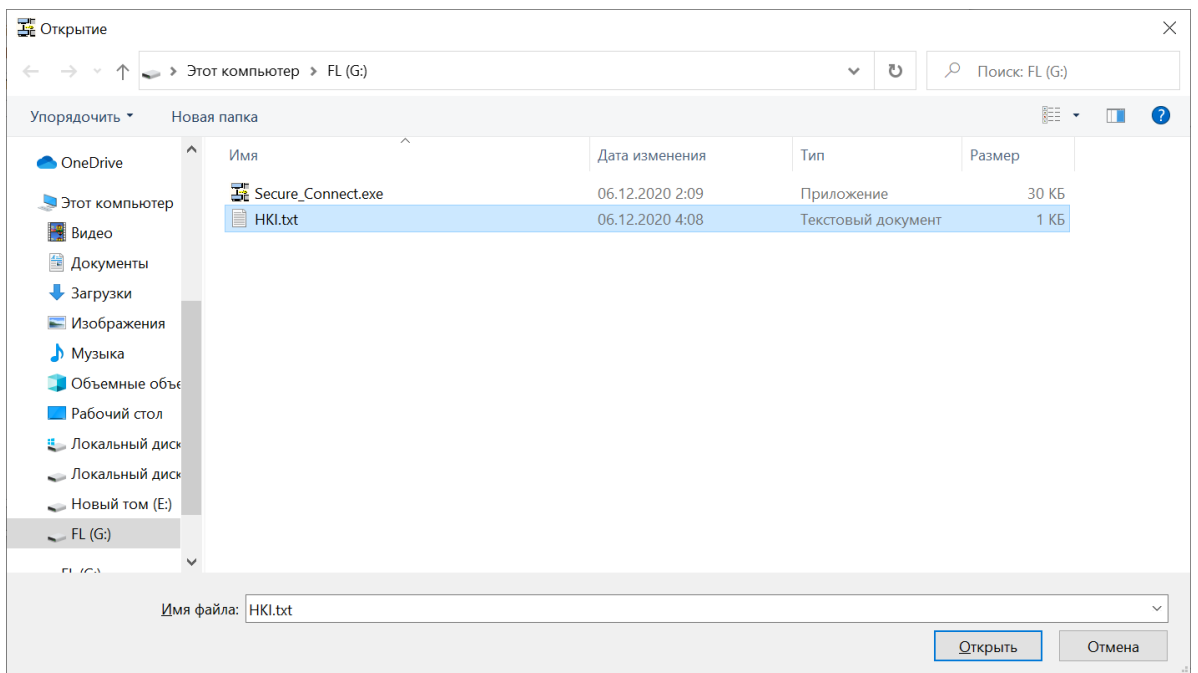 Открытие
Этот компьютер > FL (G:)
Поиск: FL (G:)
Упорядочить
Новая папка
OneDrive
Этот компьютер
Видео
Документы
Загрузки
Изображения
Музыка
Объемные объе
Рабочий стол
Локальный диск
Локальный диск
Новый том (E:)
FL (G:)
FL (G:)
Имя Дата изменения Тип Размер
Secure_Connect.exe 06.12.2020 2:09 Приложение 30 КБ
HKI.txt 06.12.2020 4:08 Текстовый документ 1 КБ
Имя файла: HKI.txt
Открыть
Отмена